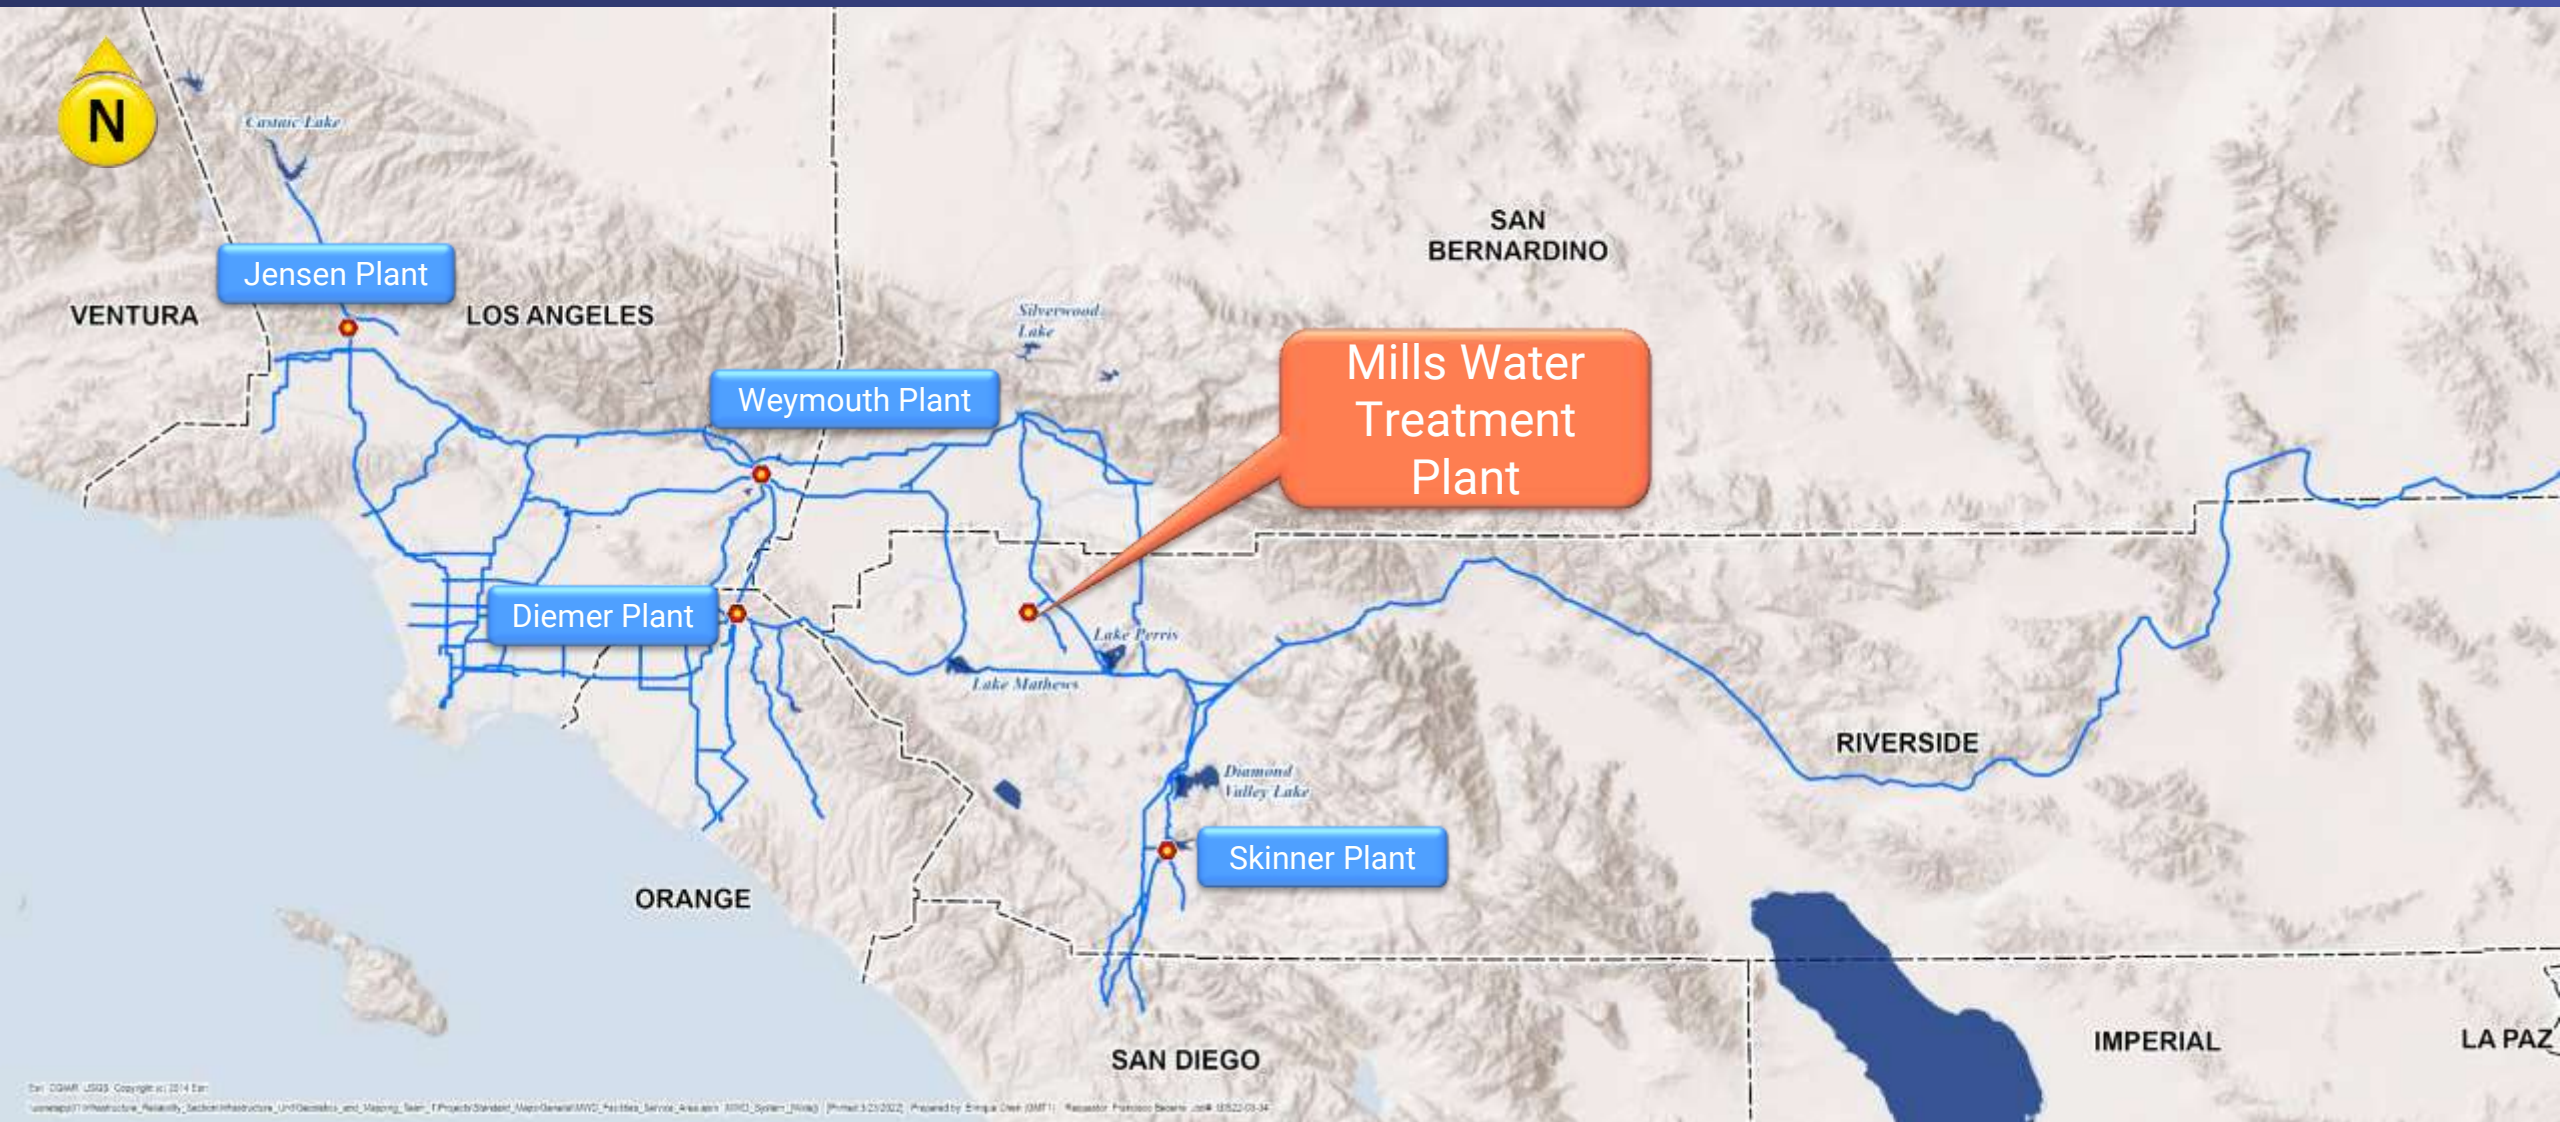 N
Castaic Lake
Jensen Plant
VENTURA
LOS ANGELES
SAN
BERNARDINO
Silverwood
Lake
Mills Water
Treatment
Plant
Weymouth Plant
Diemer Plant
Lake Perris
Lake Mathews
RIVERSIDE
Diamond
Valley Lake
Skinner Plant
ORANGE
SAN DIEGO
IMPERIAL
LA PAZ